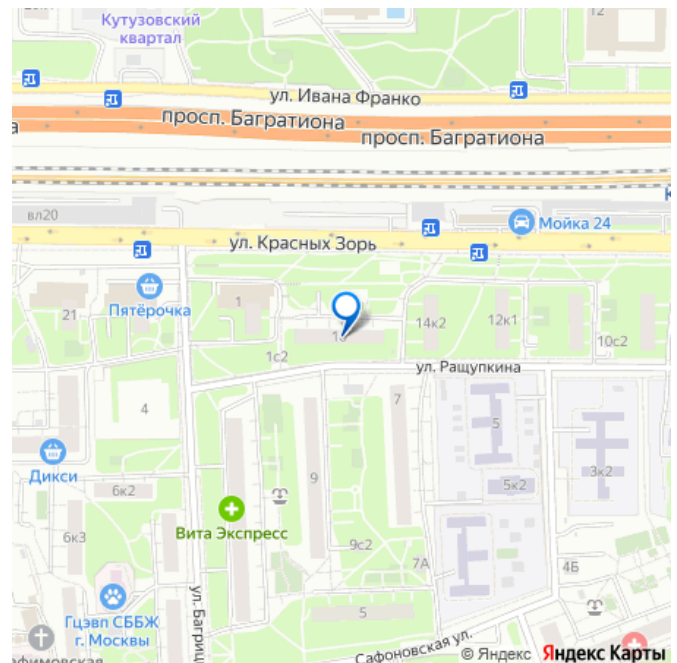 Кутузовский
квартал
12
ул. Ивана Франко
просп. Багратиона
просп. Багратиона
вл20
Мойка 24
ул. Красных Зорь
Пятёрочка
21
1
14к2
12к1
10с2
1с2
ул. Ращупкина
4
7
5
Дикси
9
3к2
5к2
6к2
Вита Экспресс
6к3
9с2
7А
4Б
Гцэвп СББЖ
г. Москвы
5
Сафоновская ул.
© Яндекс Яндекс Карты